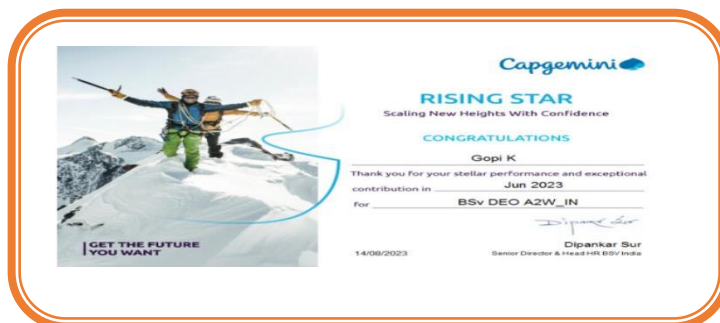 Capgemini
RISING STAR
Scaling New Heights With Confidence
CONGRATULATIONS
Gopi K
Thank you for your stellar performance and exceptional
contribution in Jun 2023
for BSv DEO A2W_IN
Dipankar Sur
Dipankar Sur
14/08/2023 Senior Director & Head HR BSV India
GET THE FUTURE
YOU WANT